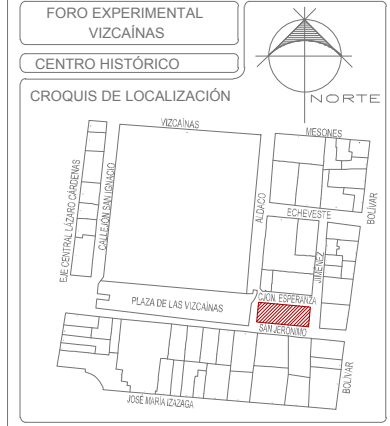 FORO EXPERIMENTAL
VIZCAÍNAS
CENTRO HISTÓRICO
NORTE
CROQUIS DE LOCALIZACIÓN
VIZCAÍNAS
MESONES
EJE CENTRAL LÁZARO CÁRDENAS
CALLEJÓN SAN IGNACIO
ALDACO
BOLÍVAR
ECHEVESTE
JIMÉNEZ
CJON. ESPERANZA
PLAZA DE LAS VIZCAÍNAS
SAN JERÓNIMO
BOLÍVAR
JOSÉ MARÍA IZAZAGA